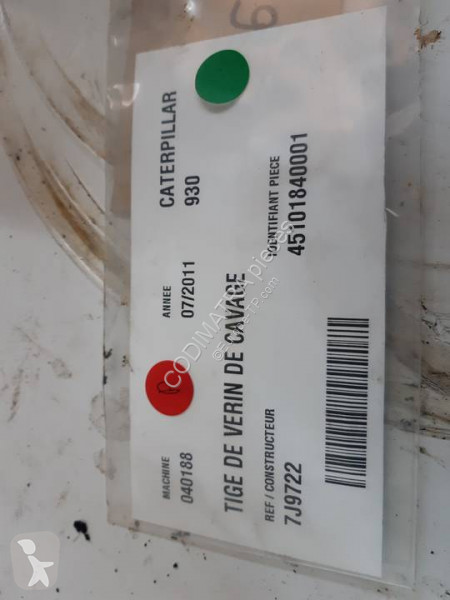 MACHINE
040188
ANNEE
07/2011
CATERPILLAR
930
TIGE DE VERIN DE CAVAGE
REF / CONSTRUCTEUR
7J9722
IDENTIFIANT PIECE
45101840001
CODIMATRA pieces